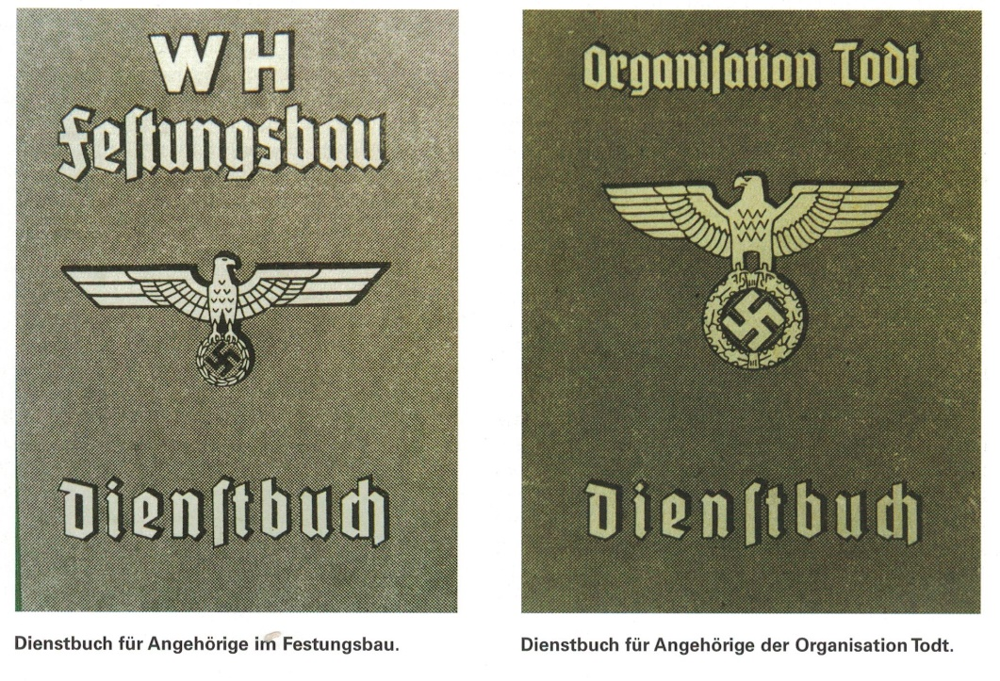 W H
Feſtungsbau
Dienſtbuch
Dienstbuch für Angehörige im Festungsbau.
Organiſation Todt
Dienſtbuch
Dienstbuch für Angehörige der Organisation Todt.